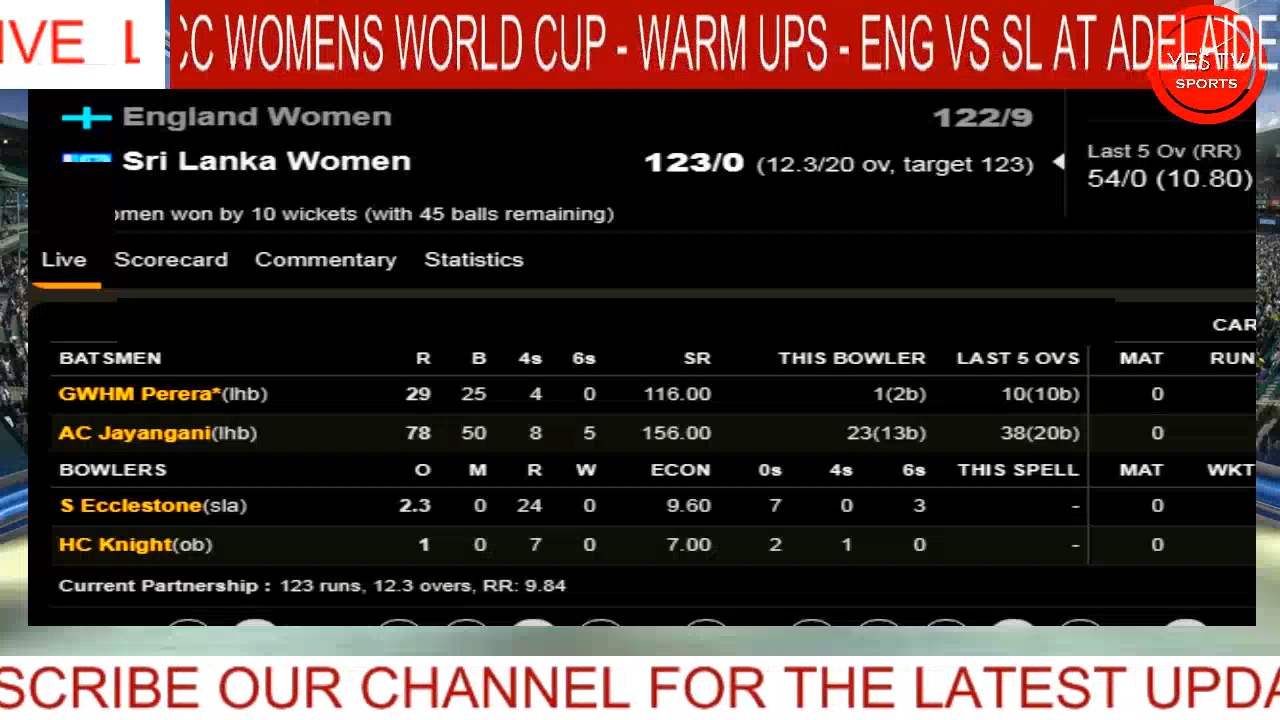 IVE L
CC WOMENS WORLD CUP - WARM UPS - ENG VS SL AT ADELAIDE
YES TV
SPORTS
England Women 122/9
Sri Lanka Women 123/0 (12.3/20 ov, target 123)
Last 5 Ov (RR)
54/0 (10.80)
omen won by 10 wickets (with 45 balls remaining)
Live Scorecard Commentary Statistics
CAR
BATSMEN R B 4s 6s SR THIS BOWLER LAST 5 OVS MAT RUN
GWHM Perera*(lhb) 29 25 4 0 116.00 1(2b) 10(10b) 0
AC Jayangani(lhb) 78 50 8 5 156.00 23(13b) 38(20b) 0
BOWLERS O M R W ECON 0s 4s 6s THIS SPELL MAT WKT
S Ecclestone(sla) 2.3 0 24 0 9.60 7 0 3 - 0
HC Knight(ob) 1 0 7 0 7.00 2 1 0 - 0
Current Partnership : 123 runs, 12.3 overs, RR: 9.84
SCRIBE OUR CHANNEL FOR THE LATEST UPDA